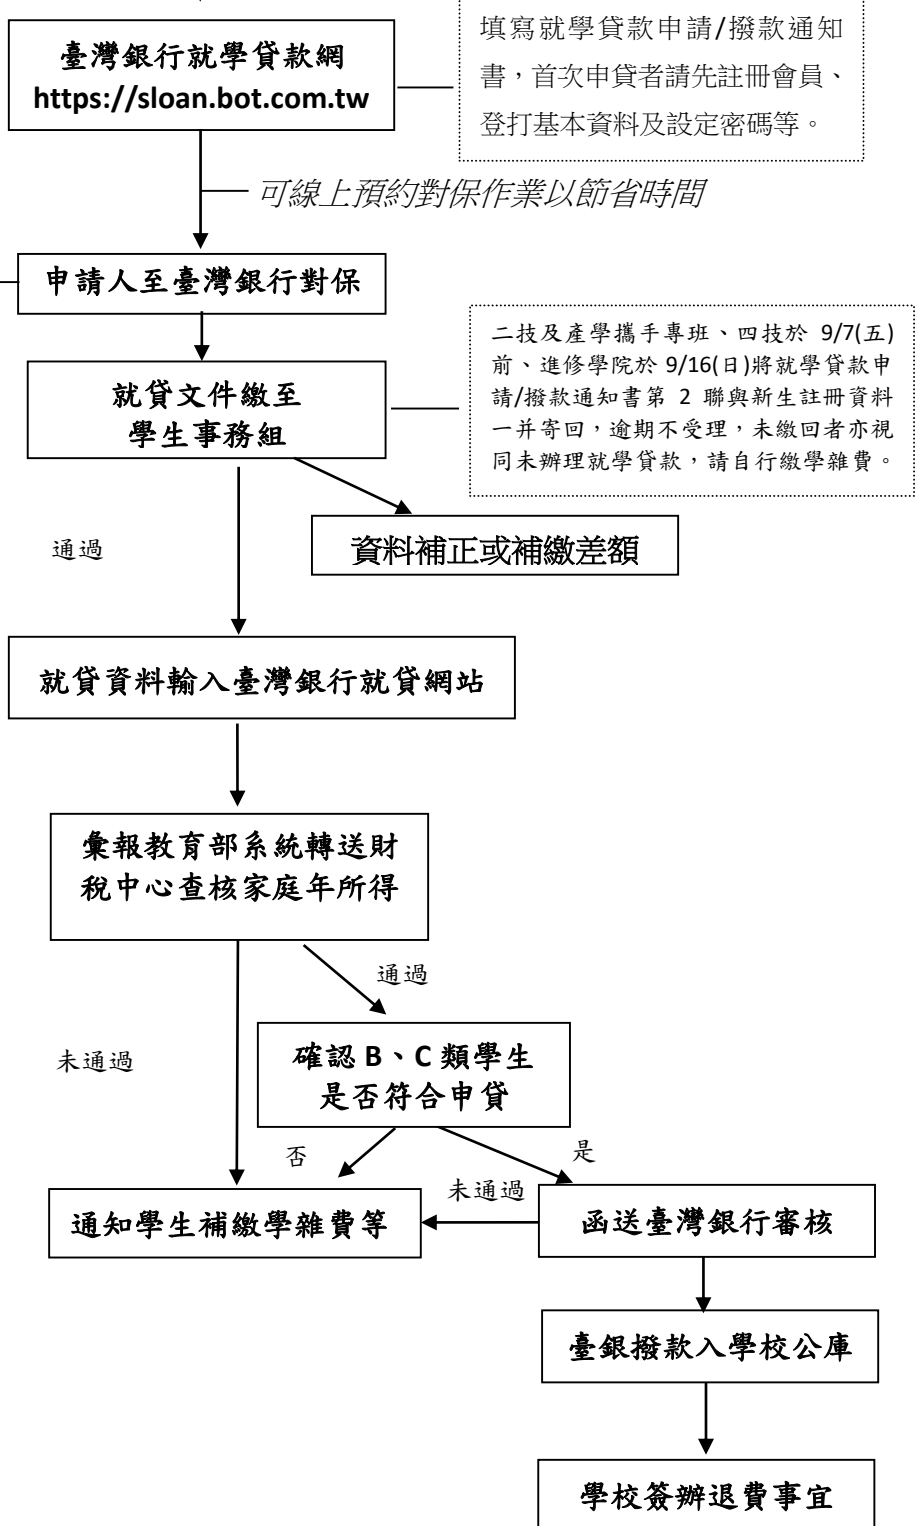 臺灣銀行就學貸款網
https://sloan.bot.com.tw
填寫就學貸款申請/撥款通知
書，首次申貸者請先註冊會員、
登打基本資料及設定密碼等。
可線上預約對保作業以節省時間
申請人至臺灣銀行對保
就貸文件繳至
學生事務組
二技及產學攜手專班、四技於 9/7(五)
前、進修學院於 9/16(日)將就學貸款申
請/撥款通知書第 2 聯與新生註冊資料
一并寄回，逾期不受理，未繳回者亦視
同未辦理就學貸款，請自行繳學雜費。
通過
資料補正或補繳差額
就貸資料輸入臺灣銀行就貸網站
彙報教育部系統轉送財
稅中心查核家庭年所得
通過
未通過
確認 B、C 類學生
是否符合申貸
否
是
未通過
通知學生補繳學雜費等
函送臺灣銀行審核
臺銀撥款入學校公庫
學校簽辦退費事宜